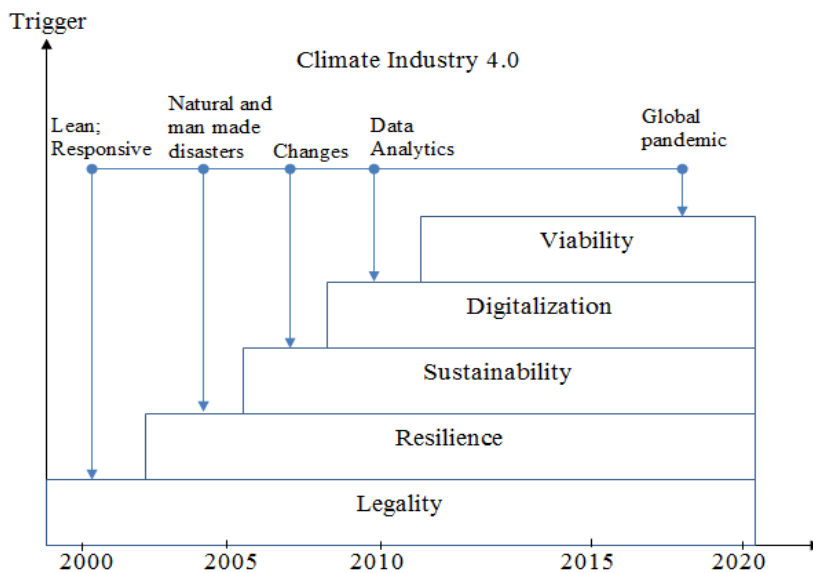 Trigger
Climate Industry 4.0
Lean;
Responsive
Natural and
man made
disasters
Changes
Data
Analytics
Global
pandemic
Viability
Digitalization
Sustainability
Resilience
Legality
2000
2005
2010
2015
2020